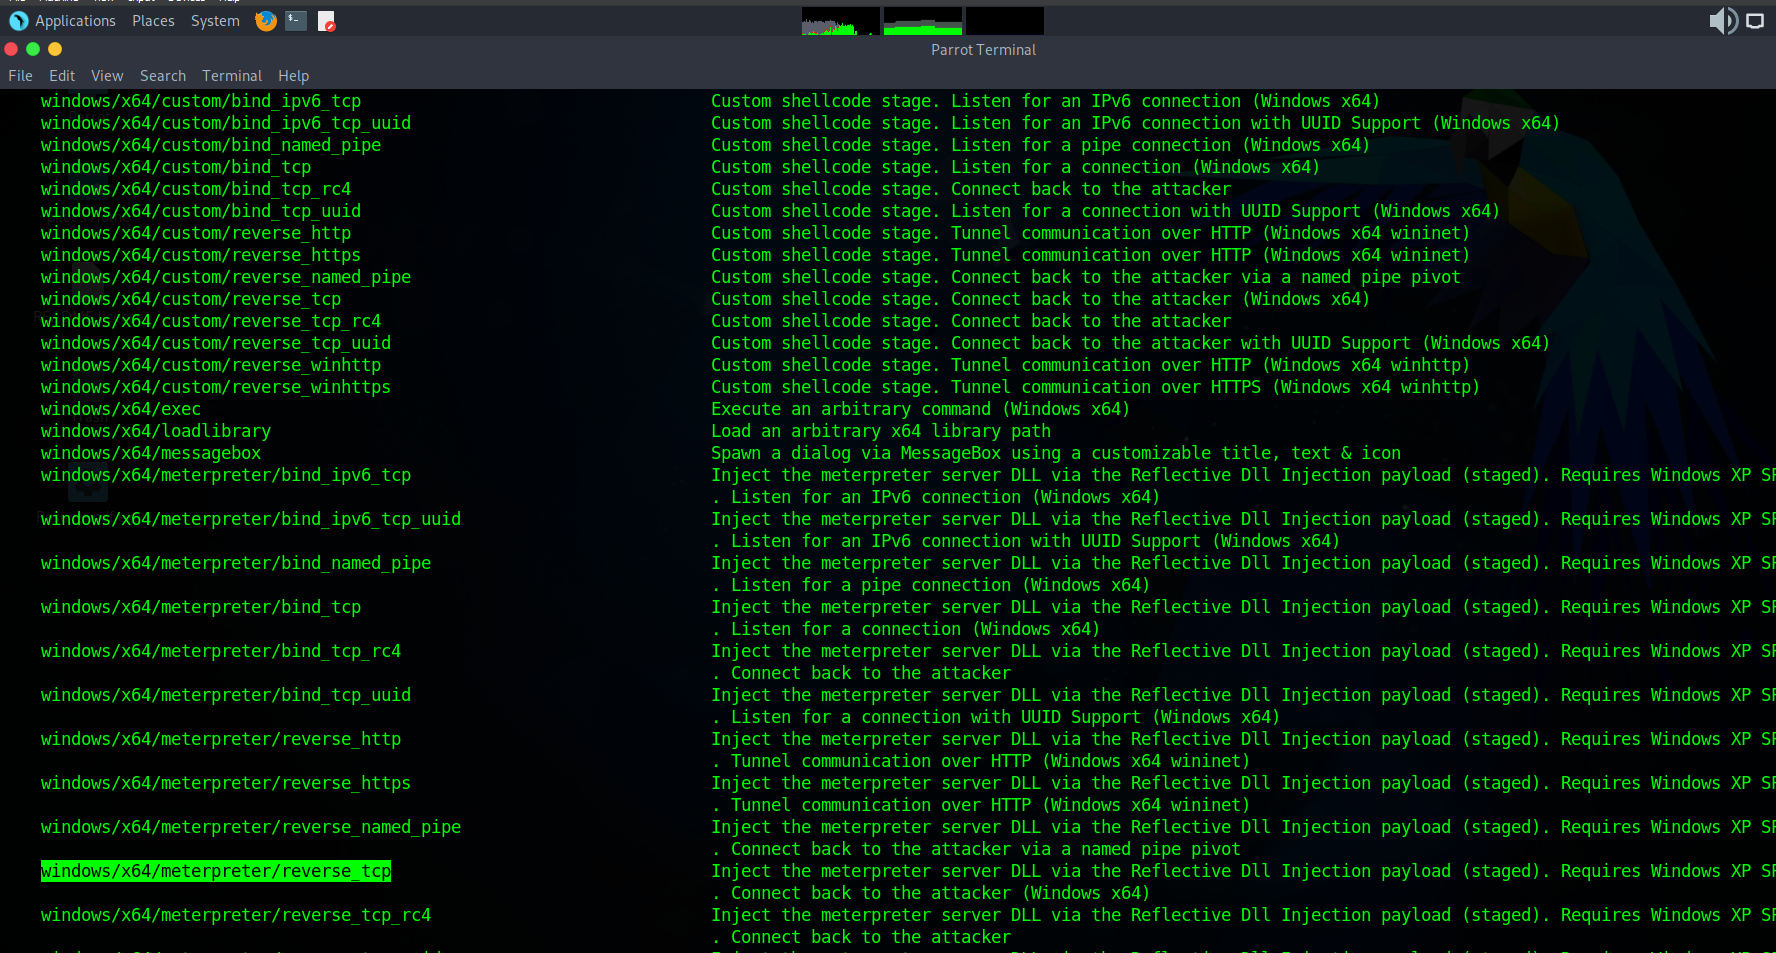 Applications Places System
Parrot Terminal
File Edit View Search Terminal Help
windows/x64/custom/bind_ipv6_tcp Custom shellcode stage. Listen for an IPv6 connection (Windows x64)
windows/x64/custom/bind_ipv6_tcp_uuid Custom shellcode stage. Listen for an IPv6 connection with UUID Support (Windows x64)
windows/x64/custom/bind_named_pipe Custom shellcode stage. Listen for a pipe connection (Windows x64)
windows/x64/custom/bind_tcp Custom shellcode stage. Listen for a connection (Windows x64)
windows/x64/custom/bind_tcp_rc4 Custom shellcode stage. Connect back to the attacker
windows/x64/custom/bind_tcp_uuid Custom shellcode stage. Listen for a connection with UUID Support (Windows x64)
windows/x64/custom/reverse_http Custom shellcode stage. Tunnel communication over HTTP (Windows x64 wininet)
windows/x64/custom/reverse_https Custom shellcode stage. Tunnel communication over HTTP (Windows x64 wininet)
windows/x64/custom/reverse_named_pipe Custom shellcode stage. Connect back to the attacker via a named pipe pivot
windows/x64/custom/reverse_tcp Custom shellcode stage. Connect back to the attacker (Windows x64)
windows/x64/custom/reverse_tcp_rc4 Custom shellcode stage. Connect back to the attacker
windows/x64/custom/reverse_tcp_uuid Custom shellcode stage. Connect back to the attacker with UUID Support (Windows x64)
windows/x64/custom/reverse_winhttp Custom shellcode stage. Tunnel communication over HTTP (Windows x64 winhttp)
windows/x64/custom/reverse_winhttps Custom shellcode stage. Tunnel communication over HTTPS (Windows x64 winhttp)
windows/x64/exec Execute an arbitrary command (Windows x64)
windows/x64/loadlibrary Load an arbitrary x64 library path
windows/x64/messagebox Spawn a dialog via MessageBox using a customizable title, text & icon
windows/x64/meterpreter/bind_ipv6_tcp Inject the meterpreter server DLL via the Reflective Dll Injection payload (staged). Requires Windows XP SP
. Listen for an IPv6 connection (Windows x64)
windows/x64/meterpreter/bind_ipv6_tcp_uuid Inject the meterpreter server DLL via the Reflective Dll Injection payload (staged). Requires Windows XP SP
. Listen for an IPv6 connection with UUID Support (Windows x64)
windows/x64/meterpreter/bind_named_pipe Inject the meterpreter server DLL via the Reflective Dll Injection payload (staged). Requires Windows XP SP
. Listen for a pipe connection (Windows x64)
windows/x64/meterpreter/bind_tcp Inject the meterpreter server DLL via the Reflective Dll Injection payload (staged). Requires Windows XP SP
. Listen for a connection (Windows x64)
windows/x64/meterpreter/bind_tcp_rc4 Inject the meterpreter server DLL via the Reflective Dll Injection payload (staged). Requires Windows XP SP
. Connect back to the attacker
windows/x64/meterpreter/bind_tcp_uuid Inject the meterpreter server DLL via the Reflective Dll Injection payload (staged). Requires Windows XP SP
. Listen for a connection with UUID Support (Windows x64)
windows/x64/meterpreter/reverse_http Inject the meterpreter server DLL via the Reflective Dll Injection payload (staged). Requires Windows XP SP
. Tunnel communication over HTTP (Windows x64 wininet)
windows/x64/meterpreter/reverse_https Inject the meterpreter server DLL via the Reflective Dll Injection payload (staged). Requires Windows XP SP
. Tunnel communication over HTTP (Windows x64 wininet)
windows/x64/meterpreter/reverse_named_pipe Inject the meterpreter server DLL via the Reflective Dll Injection payload (staged). Requires Windows XP SP
. Connect back to the attacker via a named pipe pivot
windows/x64/meterpreter/reverse_tcp Inject the meterpreter server DLL via the Reflective Dll Injection payload (staged). Requires Windows XP SP
. Connect back to the attacker (Windows x64)
windows/x64/meterpreter/reverse_tcp_rc4 Inject the meterpreter server DLL via the Reflective Dll Injection payload (staged). Requires Windows XP SP
. Connect back to the attacker